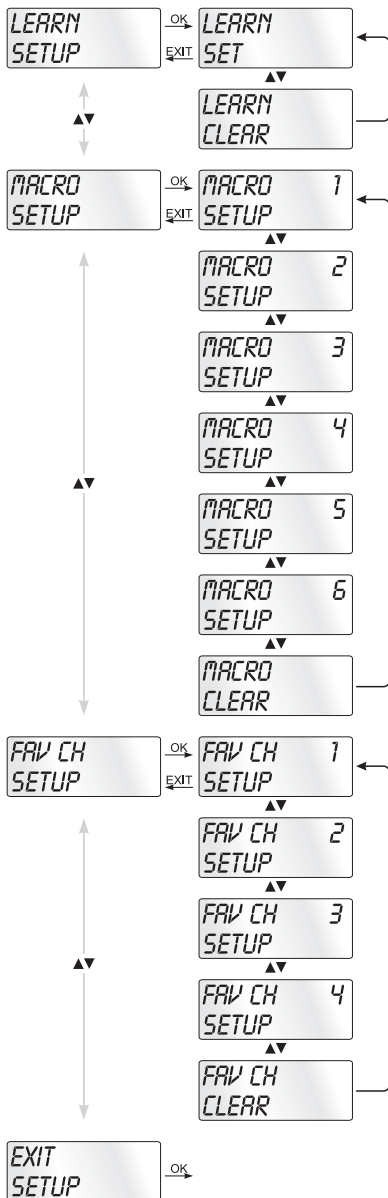 LEARN
SETUP
OK
EXIT
LEARN
SET
▲▼
LEARN
CLEAR
▲▼
MACRO
SETUP
OK
EXIT
MACRO 1
SETUP
▲▼
MACRO 2
SETUP
▲▼
MACRO 3
SETUP
▲▼
MACRO 4
SETUP
▲▼
MACRO 5
SETUP
▲▼
MACRO 6
SETUP
▲▼
MACRO
CLEAR
▲▼
FAV CH
SETUP
OK
EXIT
FAV CH 1
SETUP
▲▼
FAV CH 2
SETUP
▲▼
FAV CH 3
SETUP
▲▼
FAV CH 4
SETUP
▲▼
FAV CH
CLEAR
▲▼
EXIT
SETUP
OK